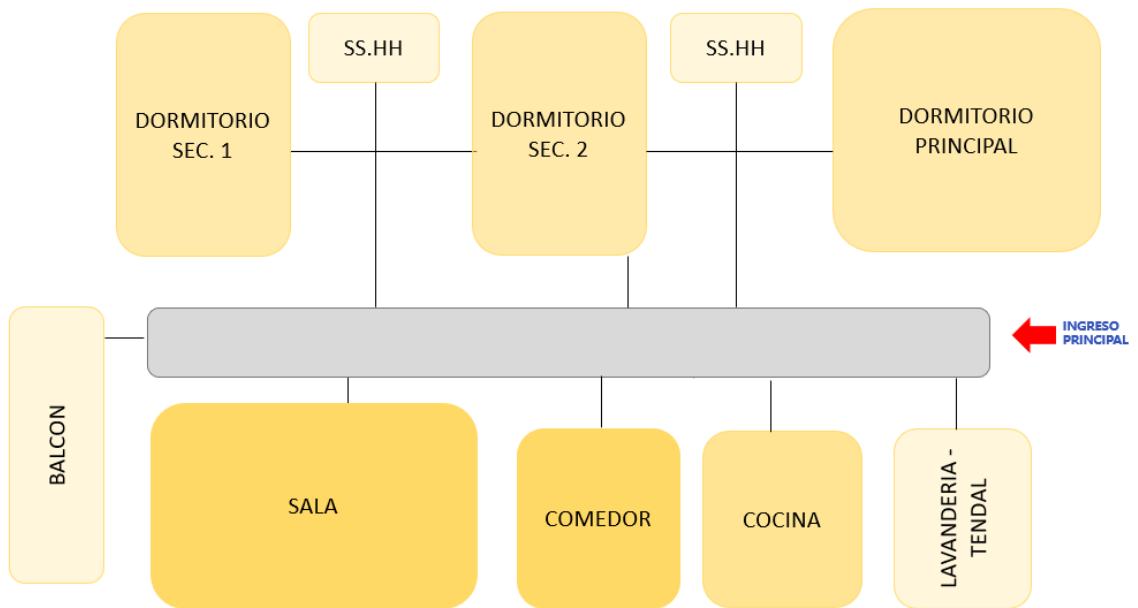 SS.HH
SS.HH
DORMITORIO
SEC. 1
DORMITORIO
SEC. 2
DORMITORIO
PRINCIPAL
INGRESO
PRINCIPAL
BALCON
SALA
COMEDOR
COCINA
LAVANDERIA -
TENDAL